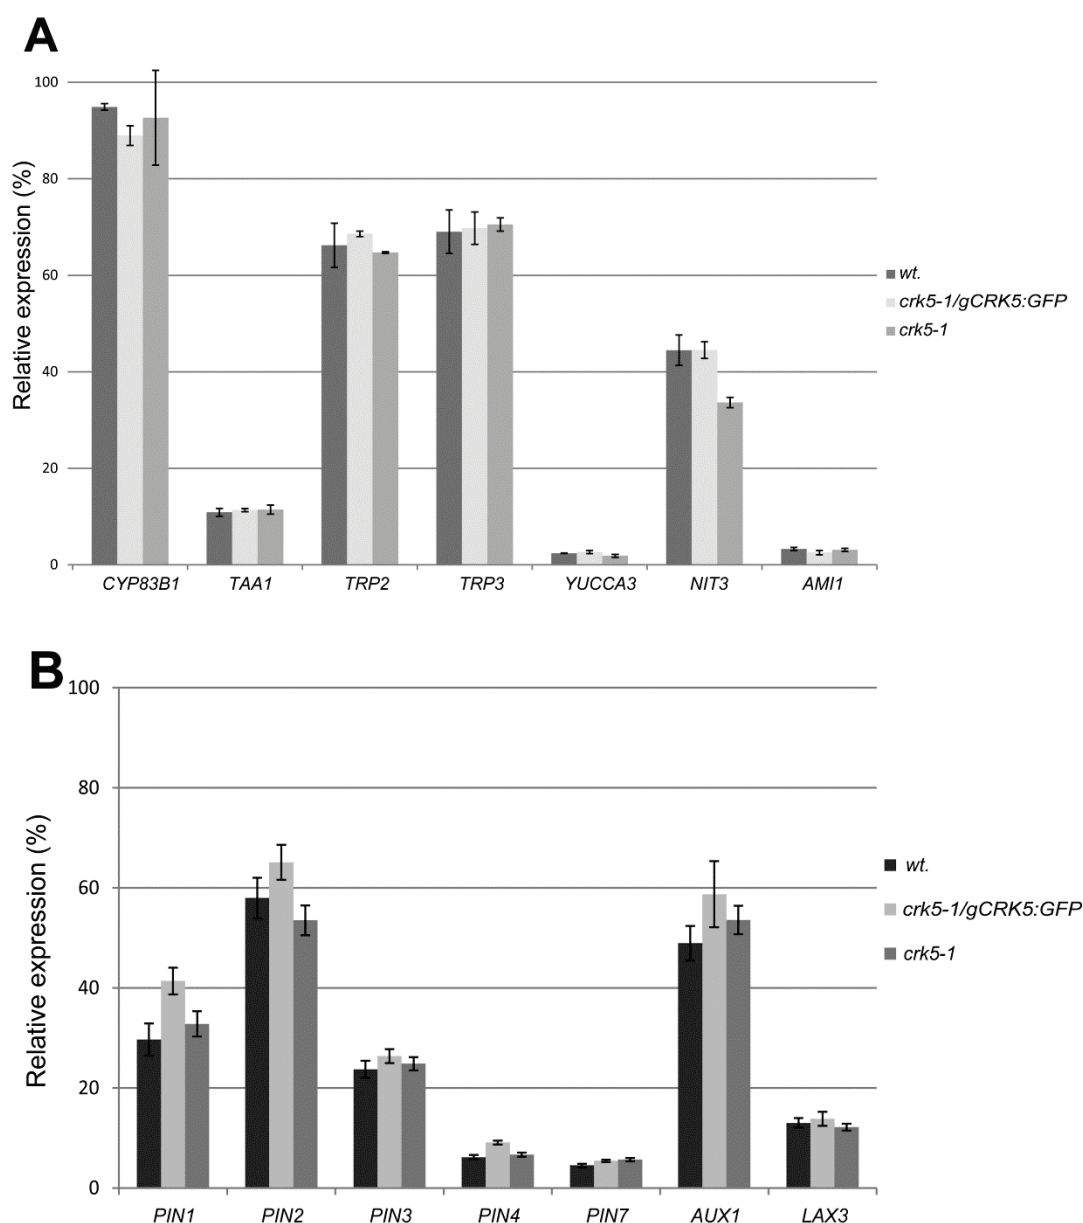 A
Relative expression (%)
100
80
60
40
20
0
CYP83B1 TAA1 TRP2 TRP3 YUCCA3 NIT3 AMI1
wt.
crk5-1/gCRK5:GFP
crk5-1
B
Relative expression (%)
100
80
60
40
20
0
PIN1 PIN2 PIN3 PIN4 PIN7 AUX1 LAX3
wt.
crk5-1/gCRK5:GFP
crk5-1